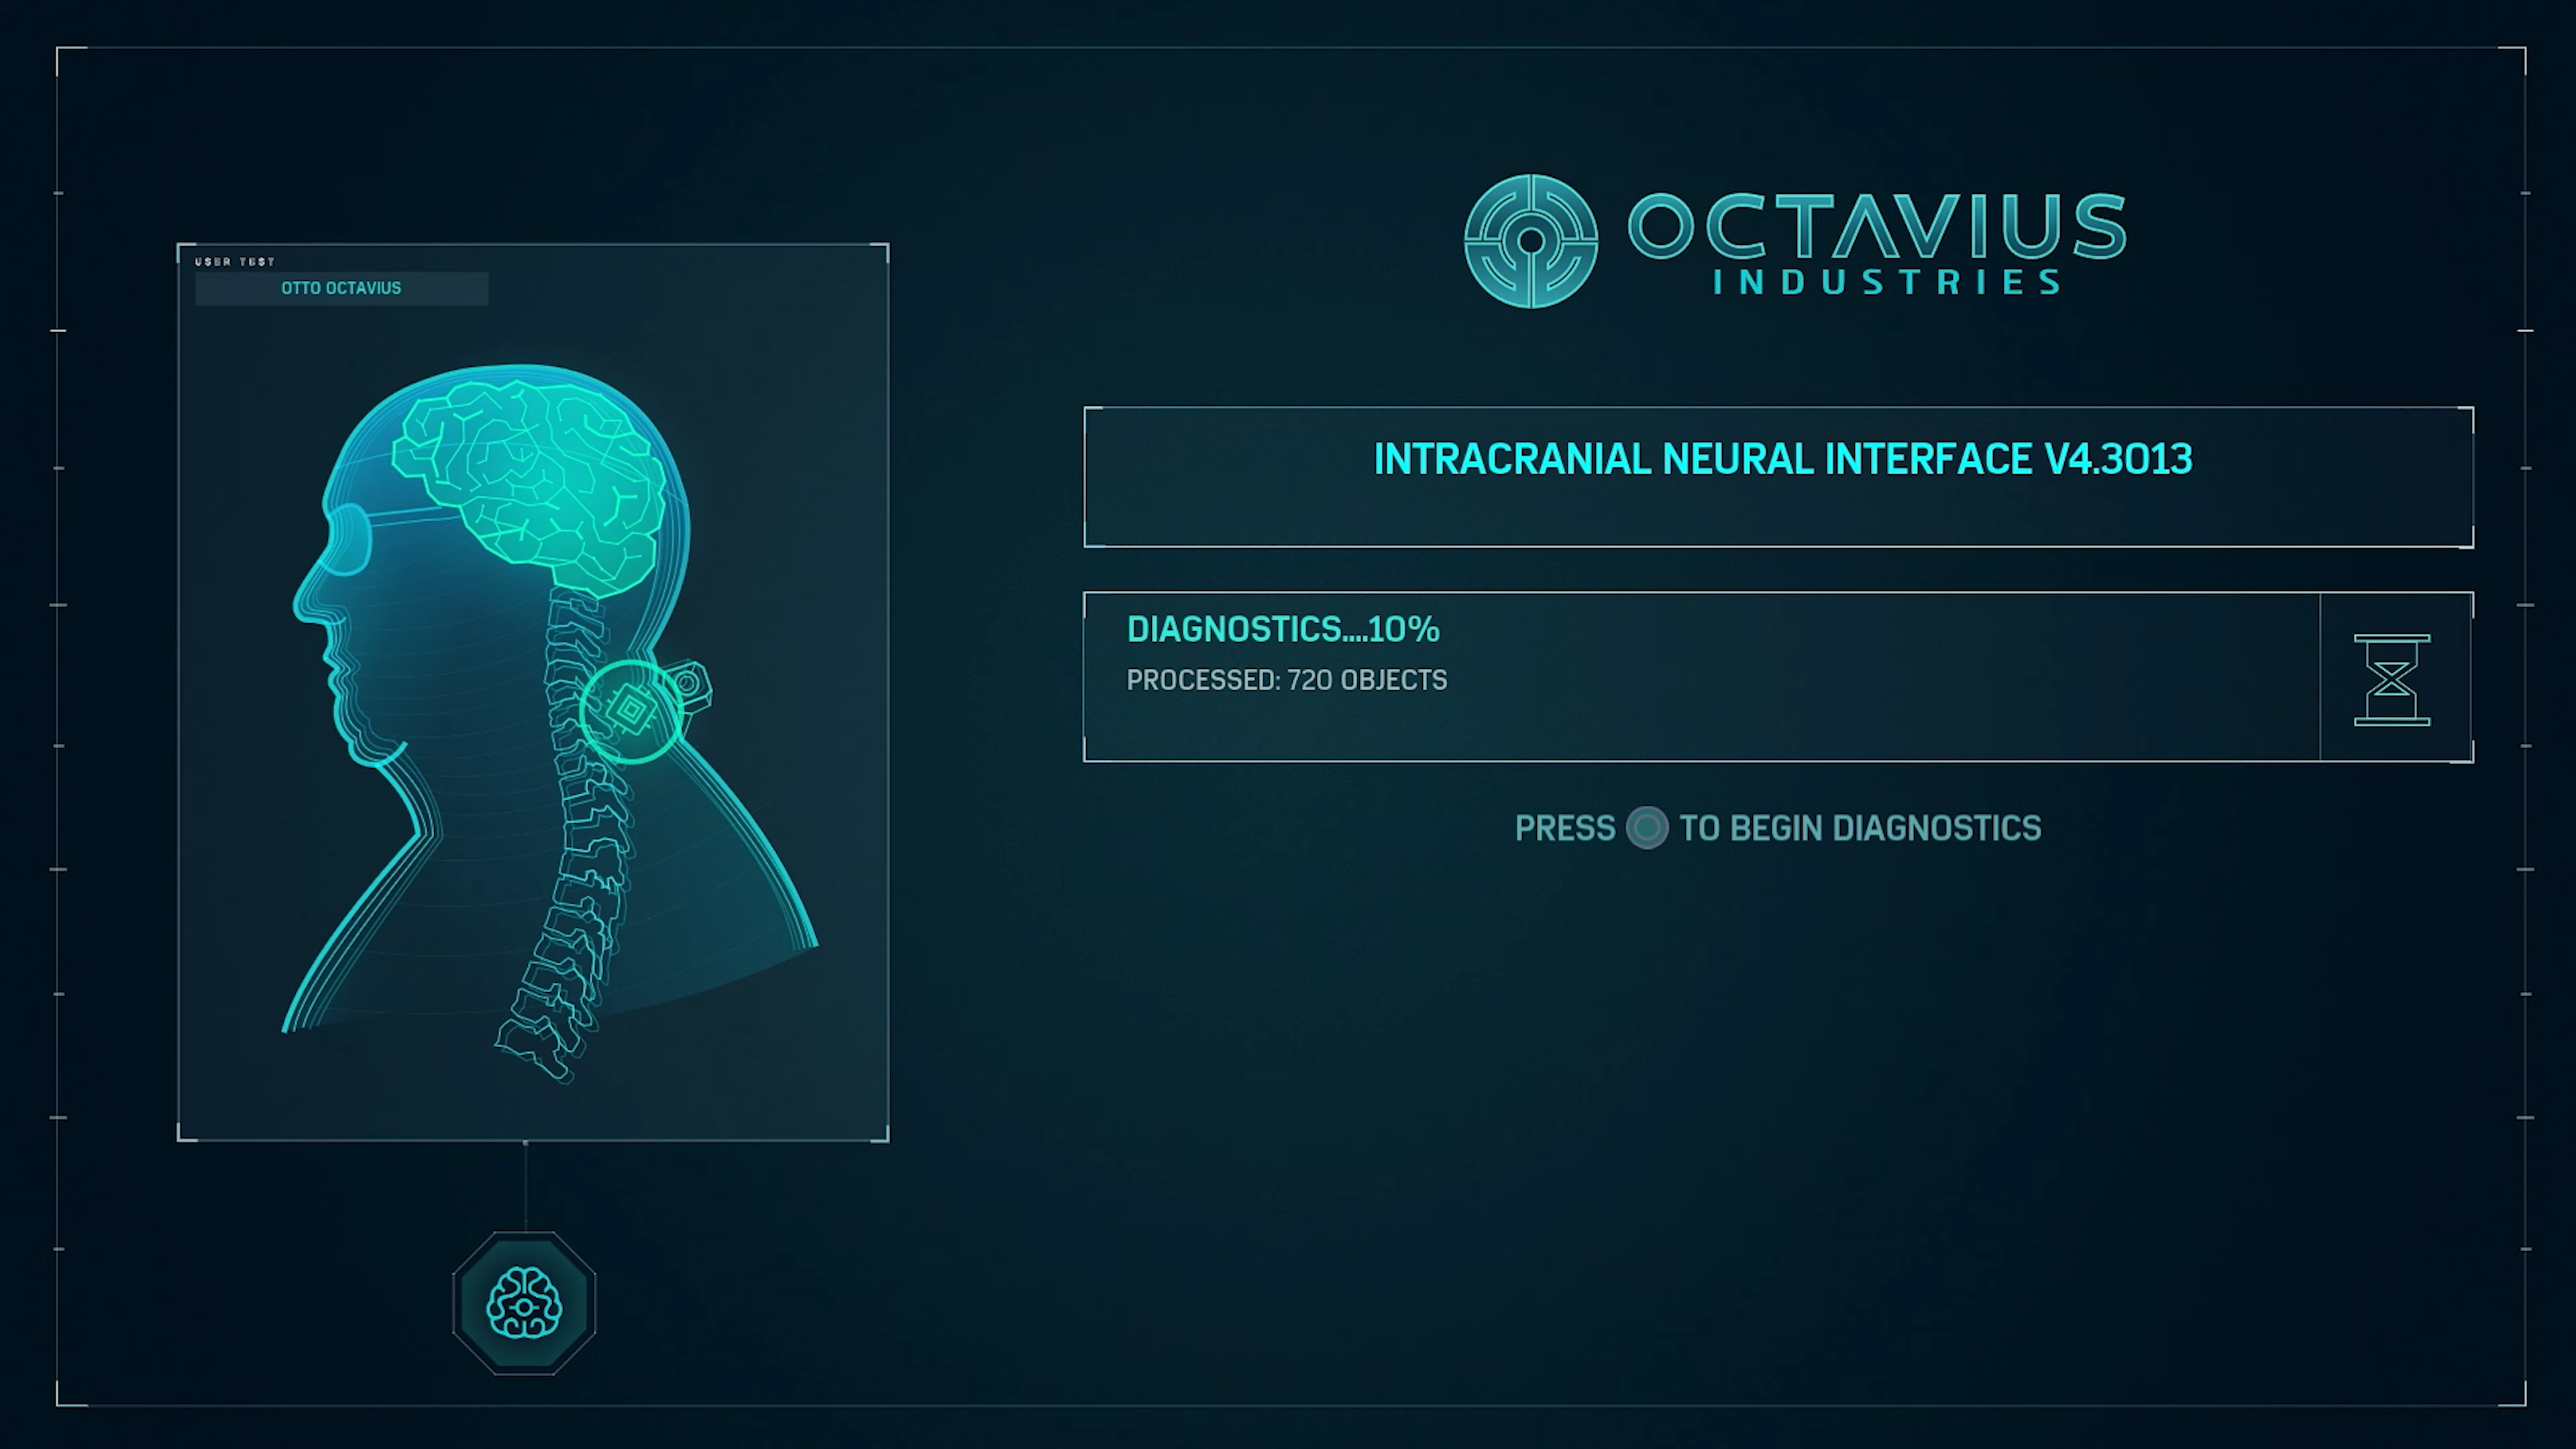 USER TEST
OTTO OCTAVIUS
OCTAVIUS
INDUSTRIES
INTRACRANIAL NEURAL INTERFACE V4.3013
DIAGNOSTICS....10%
PROCESSED: 720 OBJECTS
PRESS TO BEGIN DIAGNOSTICS